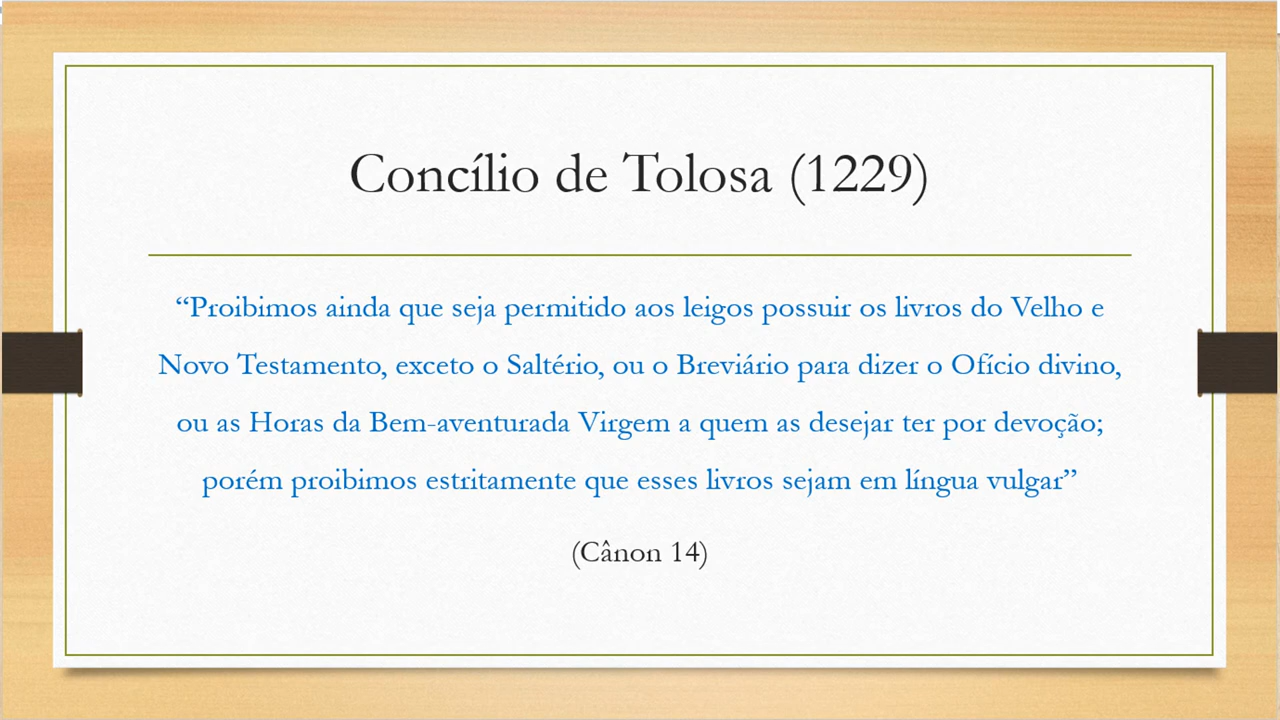 Concílio de Tolosa (1229)
“Proibimos ainda que seja permitido aos leigos possuir os livros do Velho e
Novo Testamento, exceto o Saltério, ou o Breviário para dizer o Ofício divino,
ou as Horas da Bem-aventurada Virgem a quem as desejar ter por devoção;
porém proibimos estritamente que esses livros sejam em língua vulgar”
(Cânon 14)